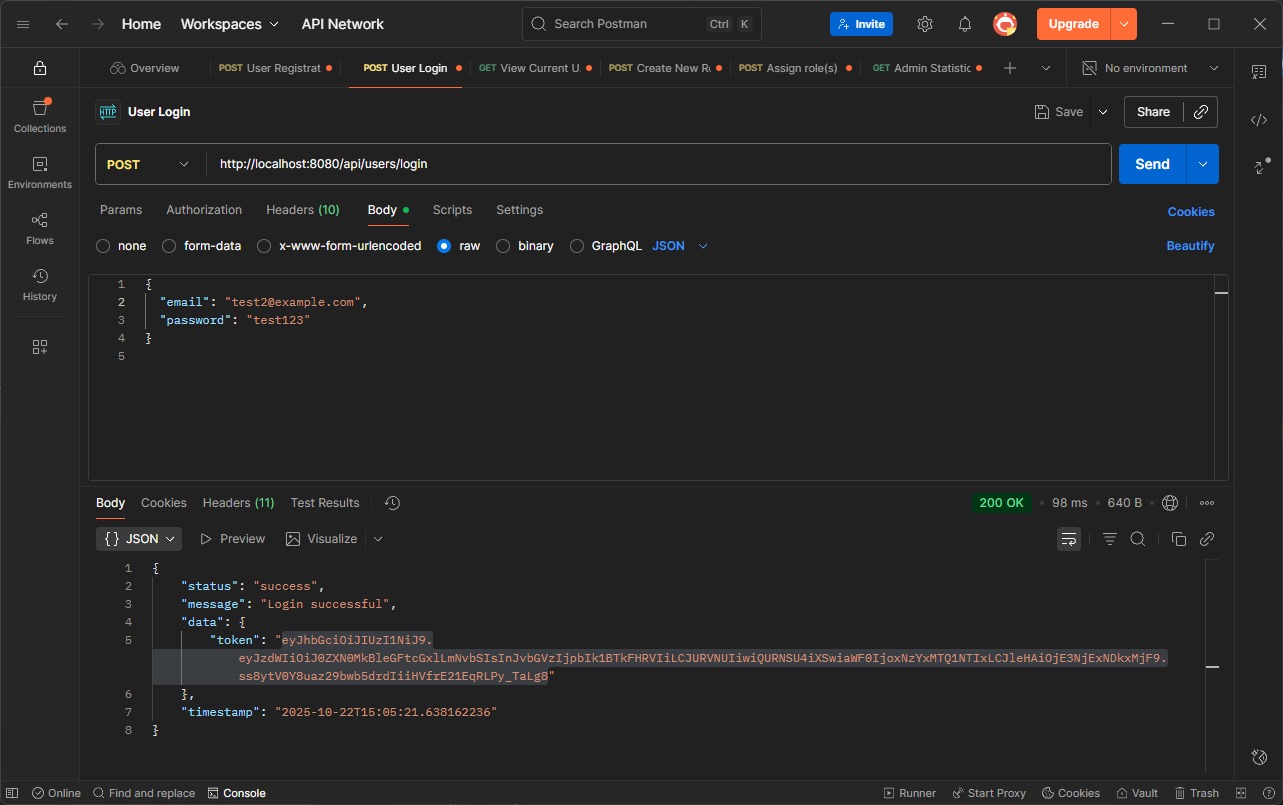 Home Workspaces API Network Search Postman Ctrl K Invite Upgrade
Overview POST User Registrat POST User Login GET View Current U. POST Create New R POST Assign role(s) GET Admin Statistic No environment
HTTP User Login Save Share
Collections
Environments
Flows
History
POST http://localhost:8080/api/users/login Send
Params Authorization Headers (10) Body Scripts Settings Cookies
none form-data x-www-form-urlencoded raw binary GraphQL JSON Beautify
1 {
2 "email": "test2@example.com",
3 "password": "test123"
4 }
5
Body Cookies Headers (11) Test Results 200 OK 98 ms 640 B
{} JSON Preview Visualize
1 {
2 "status": "success",
3 "message": "Login successful",
4 "data": {
5 "token": "eyJhbGciOiJIUzI1NiJ9.
eyJzdWIiOiJ0ZXN0MkBleGFtcGxlLmNvbSIsInJvbGVzIjpbIk1BTkFHRVIiLCJURVNUIiwiQURNSU4iXSwiaWF0IjoxNzYxMTQ1NTIxLCJleHAiOjE3NjExNDkxMjF9.
ss8ytV0Y8uaz29bwb5drdIiiHVfrE21EqRLPy_TaLg8"
6 },
7 "timestamp": "2025-10-22T15:05:21.638162236"
8 }
Online Find and replace Console Runner Start Proxy Cookies Vault Trash